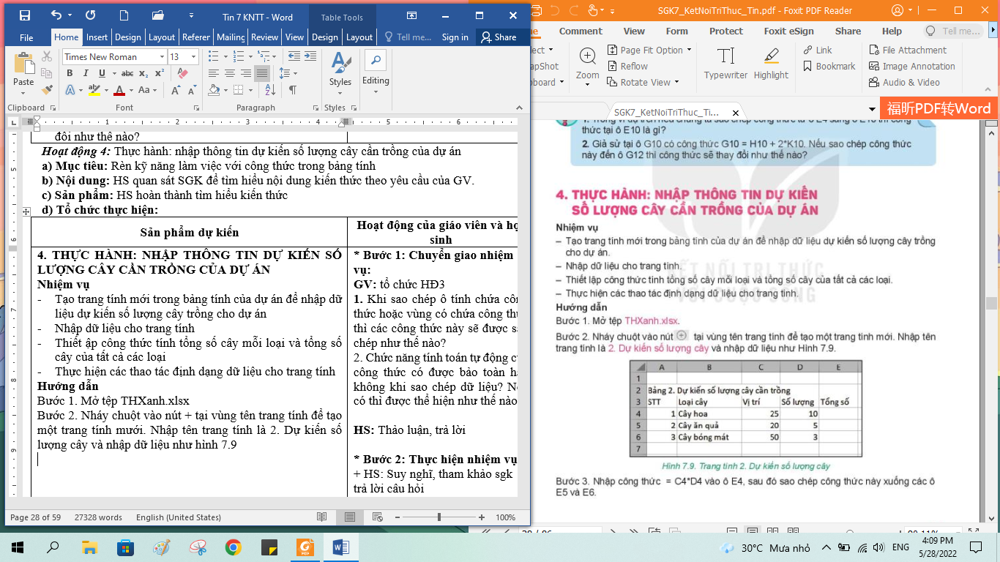 Tin 7 KNTT - Word
Table Tools
File Home Insert Design Layout Referer Mailing Review View Design Layout Tell me... Sign in Share
Paste
Times New Roman 13
B I U abc x₂ x²
A aby A Aa A A
Styles
Editing
Clipboard Font Paragraph Styles
1 2 3 4 5
đổi như thế nào?
Hoạt động 4: Thực hành: nhập thông tin dự kiến số lượng cây cần trồng của dự án
a) Mục tiêu: Rèn kỹ năng làm việc với công thức trong bảng tính
b) Nội dung: HS quan sát SGK để tìm hiểu nội dung kiến thức theo yêu cầu của GV.
c) Sản phẩm: HS hoàn thành tìm hiểu kiến thức
d) Tổ chức thực hiện:
Sản phẩm dự kiến
4. THỰC HÀNH: NHẬP THÔNG TIN DỰ KIẾN SỐ
LƯỢNG CÂY CẦN TRỒNG CỦA DỰ ÁN
Nhiệm vụ
- Tạo trang tính mới trong bảng tính của dự án để nhập dữ
liệu dự kiến số lượng cây trồng cho dự án
- Nhập dữ liệu cho trang tính
- Thiết ập công thức tính tổng số cây mỗi loại và tổng số
cây của tất cả các loại
- Thực hiện các thao tác định dạng dữ liệu cho trang tính
Hướng dẫn
Bước 1. Mở tệp THXanh.xlsx
Bước 2. Nháy chuột vào nút + tại vùng tên trang tính để tạo
một trang tính mười. Nhập tên trang tính là 2. Dự kiến số
lượng cây và nhập dữ liệu như hình 7.9
Hoạt động của giáo viên và họ
sinh
* Bước 1: Chuyển giao nhiệm
vụ:
GV: tổ chức HĐ3
1. Khi sao chép ô tính chứa côn
thức hoặc vùng có chứa công thu
thì các công thức này sẽ được sa
chép như thế nào?
2. Chức năng tính toán tự động củ
công thức có được bảo toàn ha
không khi sao chép dữ liệu? Nế
có thì được thể hiện như thế nào
HS: Thảo luận, trả lời
* Bước 2: Thực hiện nhiệm vụ
+ HS: Suy nghĩ, tham khảo sgk
trả lời câu hỏi
Page 28 of 59 27328 words English (United States) 100%
SGK7_KetNoiTriThuc_Tin.pdf - Foxit PDF Reader
Comment View Form Protect Foxit eSign Share Help Tell me...
Zoom
Page Fit Option
Reflow
Rotate View
Typewriter
Highlight
Link
Bookmark
File Attachment
Image Annotation
Audio & Video
SGK7_KetNoiTriThuc_Ti...
福昕PDF转Word
thức tại ô E10 là gì?
2. Giả sử tại ô G10 có công thức G10 = H10 + 2*K10. Nếu sao chép công thức
này đến ô G12 thì công thức sẽ thay đổi như thế nào?
4. THỰC HÀNH: NHẬP THÔNG TIN DỰ KIẾN
SỐ LƯỢNG CÂY CẦN TRỒNG CỦA DỰ ÁN
Nhiệm vụ
– Tạo trang tính mới trong bảng tính của dự án để nhập dữ liệu dự kiến số lượng cây trồng
cho dự án.
– Nhập dữ liệu cho trang tính.
– Thiết lập công thức tính tổng số cây mỗi loại và tổng số cây của tất cả các loại.
– Thực hiện các thao tác định dạng dữ liệu cho trang tính.
KẾT NỐI TRI THỨC
VỚI CUỘC SỐNG
Hướng dẫn
Bước 1. Mở tệp THXanh.xlsx.
Bước 2. Nháy chuột vào nút tại vùng tên trang tính để tạo một trang tính mới. Nhập tên
trang tính là 2. Dự kiến số lượng cây và nhập dữ liệu như Hình 7.9.
A B C D E
1
2 Bảng 2. Dự kiến số lượng cây cần trồng
3 STT Loại cây Vị trí Số lượng Tổng số
4 1 Cây hoa 25 10
5 2 Cây ăn quả 20 5
6 3 Cây bóng mát 50 3
7
Hình 7.9. Trang tính 2. Dự kiến số lượng cây
Bước 3. Nhập công thức = C4*D4 vào ô E4, sau đó sao chép công thức này xuống các ô
E5 và E6.
30°C Mưa nhỏ ENG 4:09 PM
5/28/2022